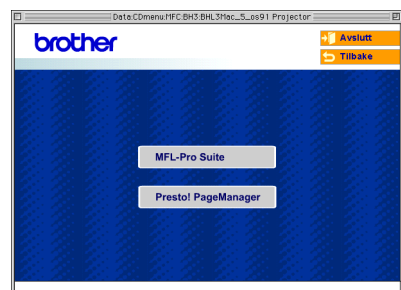 Data:CDmenu:MFC:BH3:BHL3Mac_5_os91 Projector
brother
Avslutt
Tilbake
MFL-Pro Suite
Presto! PageManager